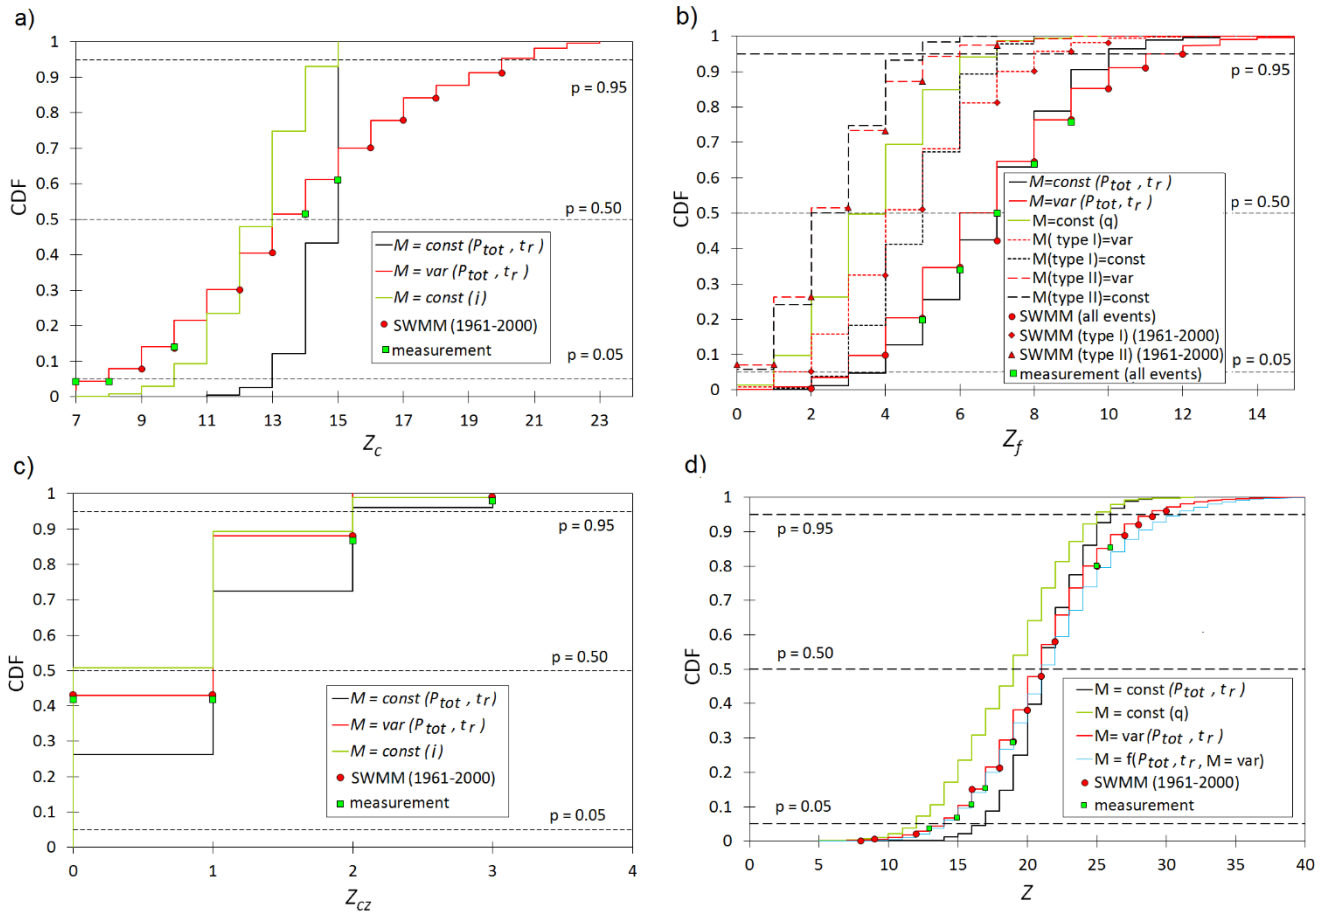 a)
CDF
1
0.9
0.8
0.7
0.6
0.5
0.4
0.3
0.2
0.1
0
p = 0.95
p = 0.50
p = 0.05
M = const (Ptot , tr)
M = var (Ptot , tr)
M = const (i)
SWMM (1961-2000)
measurement
7 9 11 13 15 17 19 21 23
Zc
b)
CDF
1
0.9
0.8
0.7
0.6
0.5
0.4
0.3
0.2
0.1
0
p = 0.95
p = 0.50
p = 0.05
M=const (Ptot , tr)
M=var (Ptot, tr)
M=const (q)
M( type I)=var
M(type I)=const
M(type II)=var
M(type II)=const
SWMM (all events)
SWMM (type I) (1961-2000)
SWMM (type II) (1961-2000)
measurement (all events)
0 2 4 6 8 10 12 14
Zf
c)
CDF
1
0.9
0.8
0.7
0.6
0.5
0.4
0.3
0.2
0.1
0
p = 0.95
p = 0.50
p = 0.05
M = const (Ptot , tr)
M = var (Ptot , tr)
M = const (i)
SWMM (1961-2000)
measurement
0 1 2 3 4
Zcz
d)
CDF
1
0.9
0.8
0.7
0.6
0.5
0.4
0.3
0.2
0.1
0
p = 0.95
p = 0.50
p = 0.05
M = const (Ptot , tr)
M = const (q)
M= var (Ptot , tr)
M = f(Ptot , tr , M = var)
SWMM (1961-2000)
measurement
0 5 10 15 20 25 30 35 40
Z